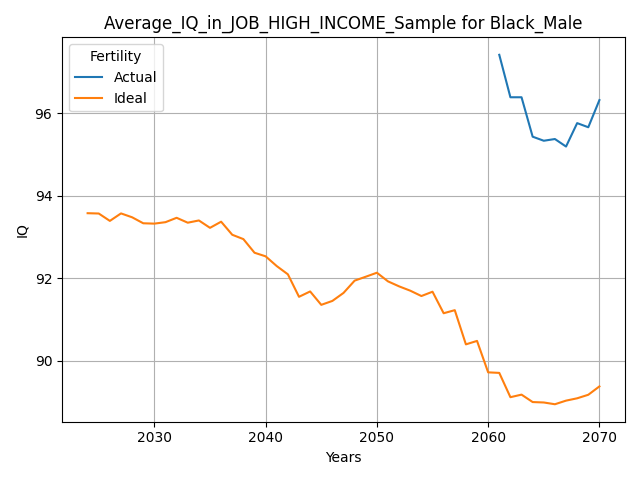 Average_IQ_in_JOB_HIGH_INCOME_Sample for Black_Male
Fertility
Actual
Ideal
96
94
92
90
IQ
2030 2040 2050 2060 2070
Years